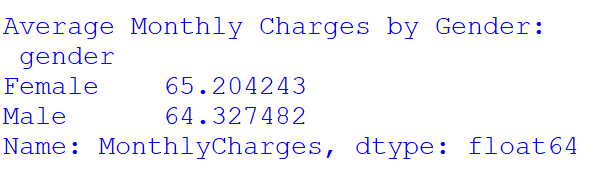 Average Monthly Charges by Gender:
 gender
Female    65.204243
Male      64.327482
Name: MonthlyCharges, dtype: float64